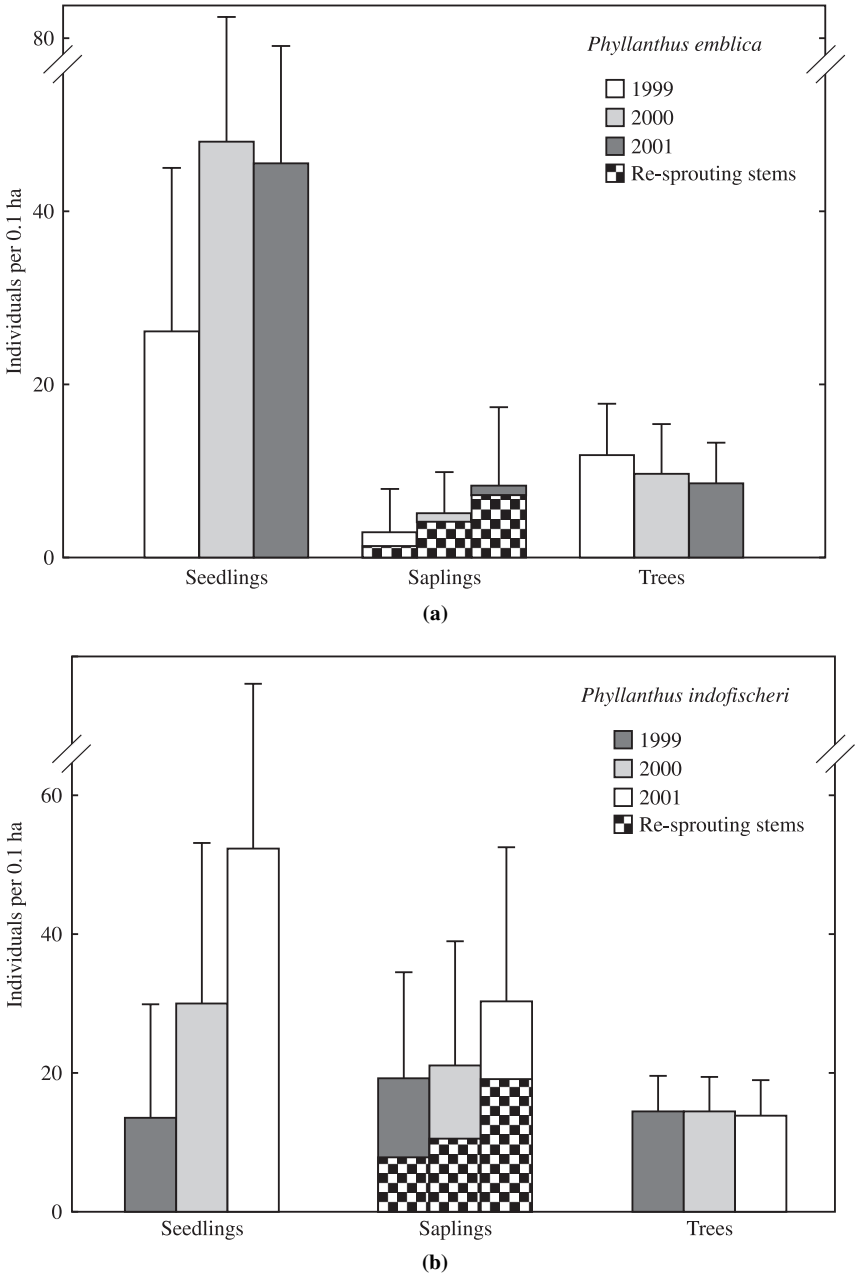 80
Phyllanthus emblica
1999
2000
2001
Re-sprouting stems
40
Individuals per 0.1 ha
20
0
Seedlings Saplings Trees
(a)
Phyllanthus indofischeri
1999
2000
60
2001
Re-sprouting stems
40
Individuals per 0.1 ha
20
0
Seedlings Saplings Trees
(b)